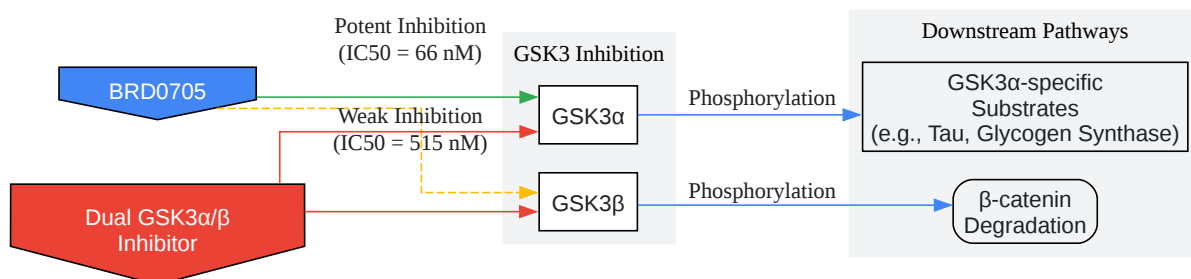 Potent Inhibition
(IC50 = 66 nM)
GSK3 Inhibition
Downstream Pathways
BRD0705
GSK3α
Phosphorylation
GSK3α-specific
Substrates
(e.g., Tau, Glycogen Synthase)
Weak Inhibition
(IC50 = 515 nM)
Dual GSK3α/β
Inhibitor
GSK3β
Phosphorylation
β-catenin
Degradation